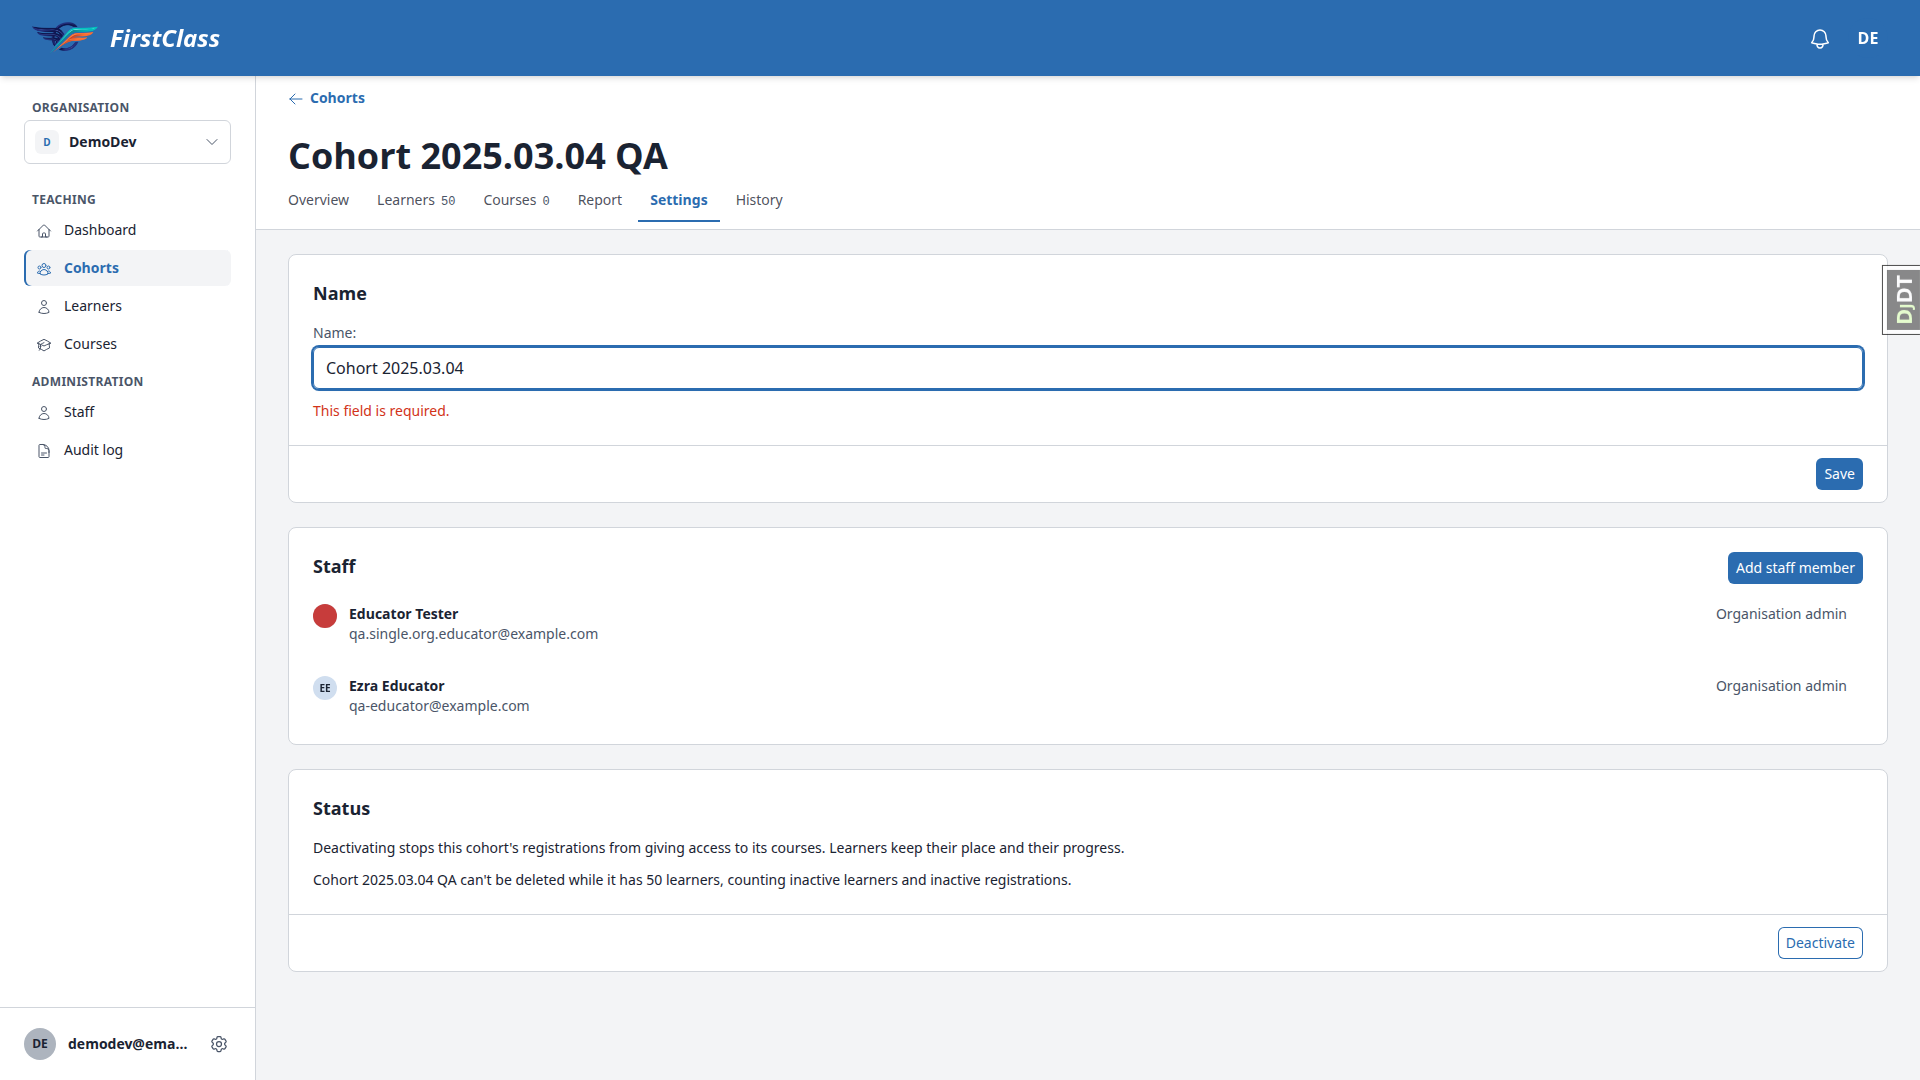 FirstClass
DE
ORGANISATION
D DemoDev
TEACHING
Dashboard
Cohorts
Learners
Courses
ADMINISTRATION
Staff
Audit log
DE demodev@ema...
Cohorts
Cohort 2025.03.04 QA
Overview Learners 50 Courses 0 Report Settings History
Name
Name:
Cohort 2025.03.04
This field is required.
Save
Staff
Add staff member
Educator Tester
Organisation admin
qa.single.org.educator@example.com
EE
Ezra Educator
Organisation admin
qa-educator@example.com
Status
Deactivating stops this cohort's registrations from giving access to its courses. Learners keep their place and their progress.
Cohort 2025.03.04 QA can't be deleted while it has 50 learners, counting inactive learners and inactive registrations.
Deactivate
DjDT